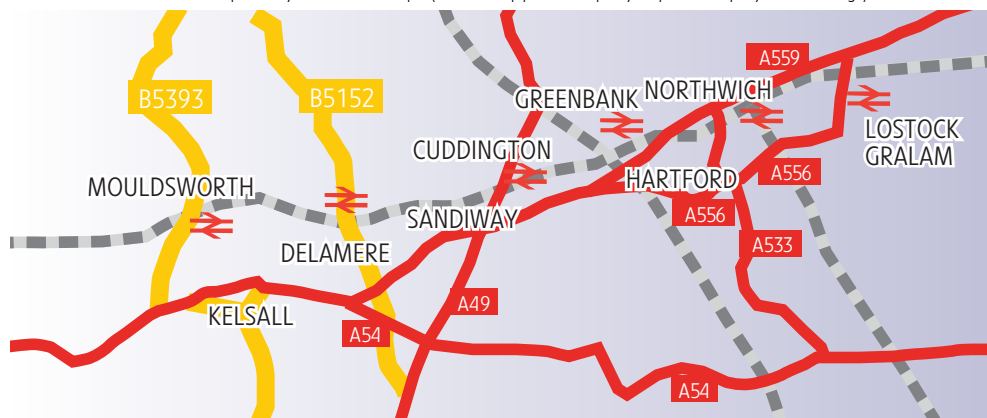 A559
B5393
B5152
GREENBANK
NORTHWICH
LOSTOCK
GRALAM
CUDDINGTON
A556
MOULDSWORTH
HARTFORD
SANDIWAY
A556
DELAMERE
A533
A49
KELSALL
A54
A54